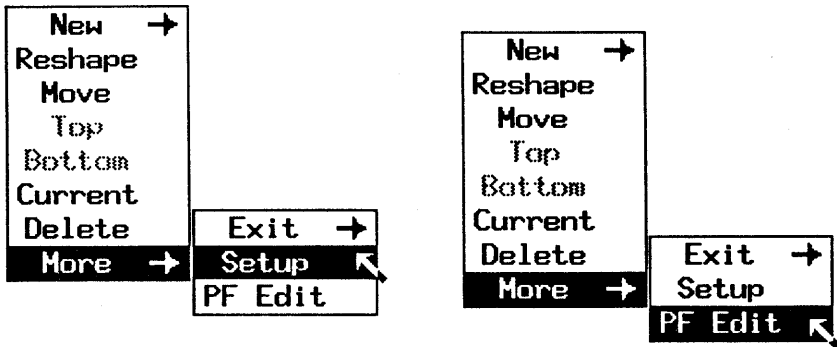 New →
Reshape
Move
Top
Bottom
Current
Delete
More →
Exit →
Setup
PF Edit
New →
Reshape
Move
Top
Bottom
Current
Delete
More →
Exit →
Setup
PF Edit